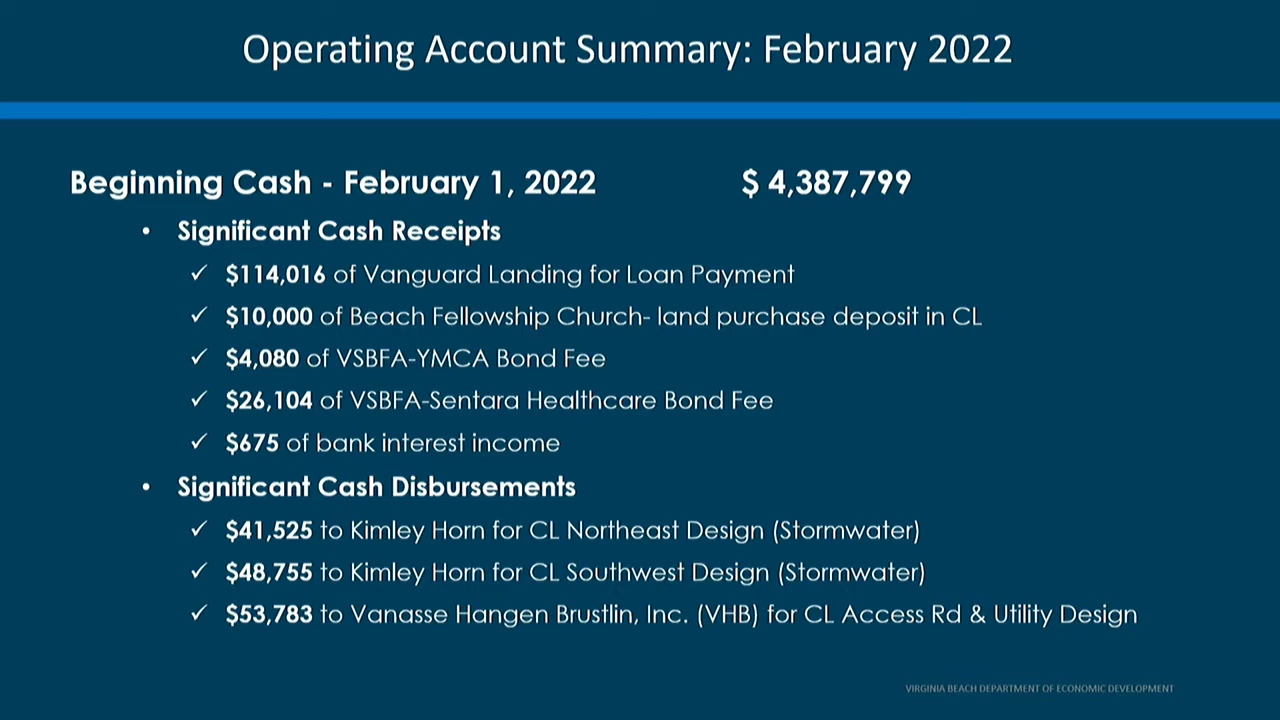 Operating Account Summary: February 2022
Beginning Cash - February 1, 2022 $ 4,387,799
• Significant Cash Receipts
✓ $114,016 of Vanguard Landing for Loan Payment
✓ $10,000 of Beach Fellowship Church- land purchase deposit in CL
✓ $4,080 of VSBFA-YMCA Bond Fee
✓ $26,104 of VSBFA-Sentara Healthcare Bond Fee
✓ $675 of bank interest income
• Significant Cash Disbursements
✓ $41,525 to Kimley Horn for CL Northeast Design (Stormwater)
✓ $48,755 to Kimley Horn for CL Southwest Design (Stormwater)
✓ $53,783 to Vanasse Hangen Brustlin, Inc. (VHB) for CL Access Rd & Utility Design
VIRGINIA BEACH DEPARTMENT OF ECONOMIC DEVELOPMENT